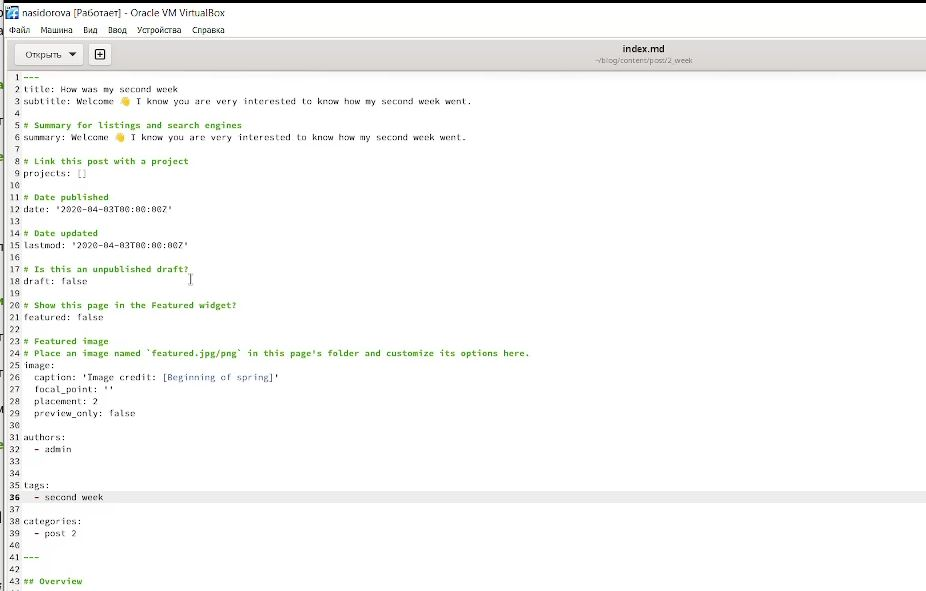 nasidorova [Работает] - Oracle VM VirtualBox
Файл Машина Вид Ввод Устройства Справка
Открыть
index.md
~/blog/content/post/2_week
1 ---
2 title: How was my second week
3 subtitle: Welcome 👋 I know you are very interested to know how my second week went.
4
5 # Summary for listings and search engines
6 summary: Welcome 👋 I know you are very interested to know how my second week went.
7
8 # Link this post with a project
9 projects: []
10
11 # Date published
12 date: '2020-04-03T00:00:00Z'
13
14 # Date updated
15 lastmod: '2020-04-03T00:00:00Z'
16
17 # Is this an unpublished draft?
18 draft: false
19
20 # Show this page in the Featured widget?
21 featured: false
22
23 # Featured image
24 # Place an image named `featured.jpg/png` in this page's folder and customize its options here.
25 image:
26   caption: 'Image credit: [Beginning of spring]'
27   focal_point: ''
28   placement: 2
29   preview_only: false
30
31 authors:
32   - admin
33
34
35 tags:
36   - second week
37
38 categories:
39   - post 2
40
41 ---
42
43 ## Overview